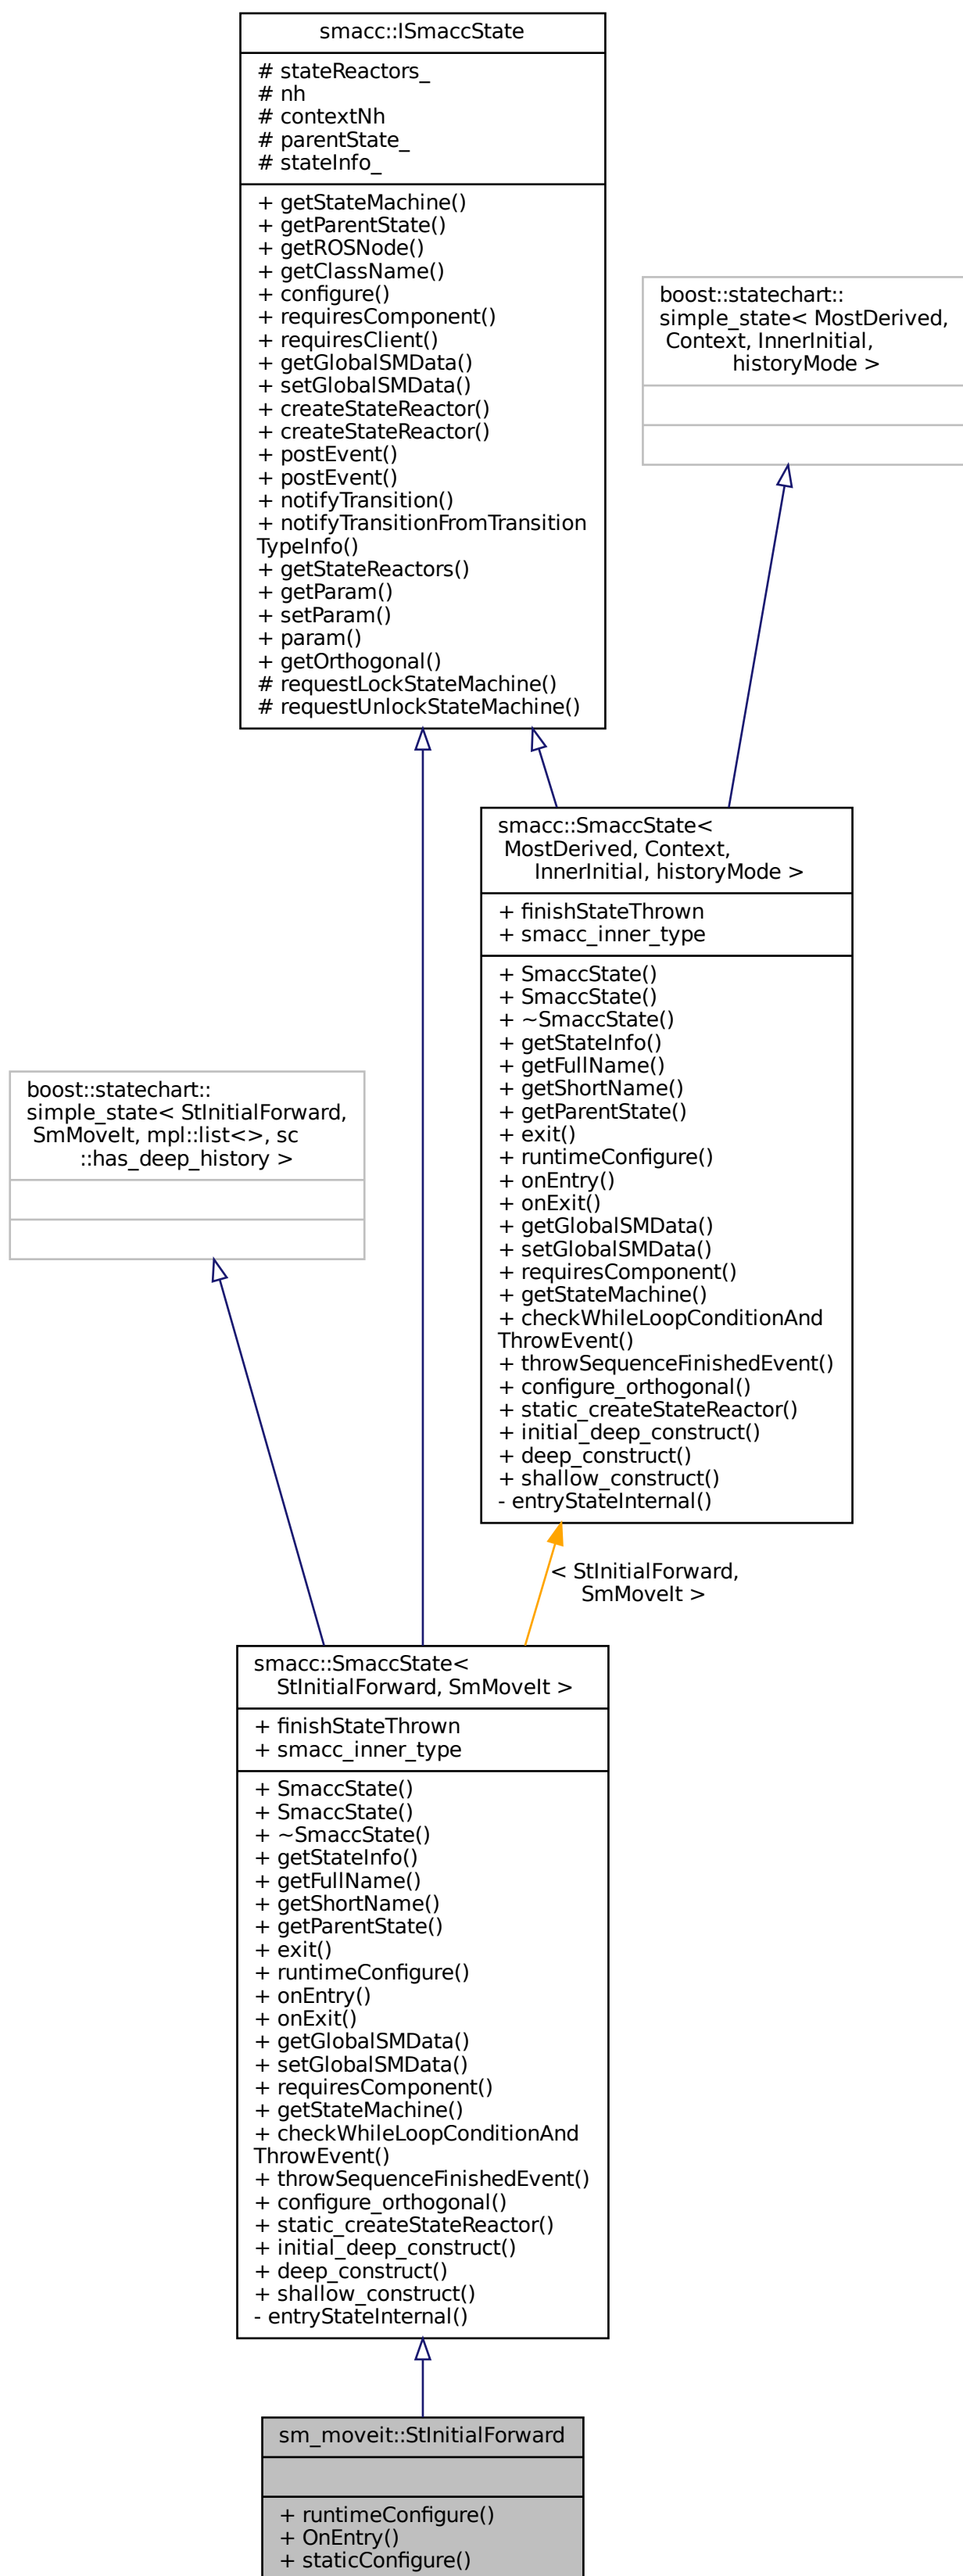 smacc::ISmaccState
# stateReactors_
# nh
# contextNh
# parentState_
# stateInfo_
+ getStateMachine()
+ getParentState()
+ getROSNode()
+ getClassName()
+ configure()
+ requiresComponent()
+ requiresClient()
+ getGlobalSMData()
+ setGlobalSMData()
+ createStateReactor()
+ createStateReactor()
+ postEvent()
+ postEvent()
+ notifyTransition()
+ notifyTransitionFromTransition
TypeInfo()
+ getStateReactors()
+ getParam()
+ setParam()
+ param()
+ getOrthogonal()
# requestLockStateMachine()
# requestUnlockStateMachine()
boost::statechart::
simple_state< MostDerived,
Context, InnerInitial,
historyMode >
smacc::SmaccState<
MostDerived, Context,
InnerInitial, historyMode >
+ finishStateThrown
+ smacc_inner_type
+ SmaccState()
+ SmaccState()
+ ~SmaccState()
+ getStateInfo()
+ getFullName()
+ getShortName()
+ getParentState()
+ exit()
+ runtimeConfigure()
+ onEntry()
+ onExit()
+ getGlobalSMData()
+ setGlobalSMData()
+ requiresComponent()
+ getStateMachine()
+ checkWhileLoopConditionAnd
ThrowEvent()
+ throwSequenceFinishedEvent()
+ configure_orthogonal()
+ static_createStateReactor()
+ initial_deep_construct()
+ deep_construct()
+ shallow_construct()
- entryStateInternal()
boost::statechart::
simple_state< StInitialForward,
SmMoveIt, mpl::list<>, sc
::has_deep_history >
< StInitialForward,
SmMoveIt >
smacc::SmaccState<
StInitialForward, SmMoveIt >
+ finishStateThrown
+ smacc_inner_type
+ SmaccState()
+ SmaccState()
+ ~SmaccState()
+ getStateInfo()
+ getFullName()
+ getShortName()
+ getParentState()
+ exit()
+ runtimeConfigure()
+ onEntry()
+ onExit()
+ getGlobalSMData()
+ setGlobalSMData()
+ requiresComponent()
+ getStateMachine()
+ checkWhileLoopConditionAnd
ThrowEvent()
+ throwSequenceFinishedEvent()
+ configure_orthogonal()
+ static_createStateReactor()
+ initial_deep_construct()
+ deep_construct()
+ shallow_construct()
- entryStateInternal()
sm_moveit::StInitialForward
+ runtimeConfigure()
+ OnEntry()
+ staticConfigure()